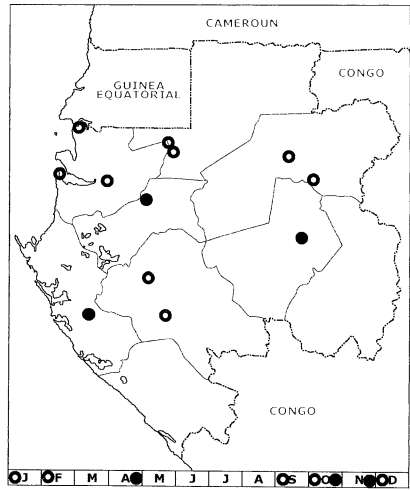 CAMEROUN
CONGO
GUINEA
EQUATORIAL
CONGO
J F M A M J J A S O N D